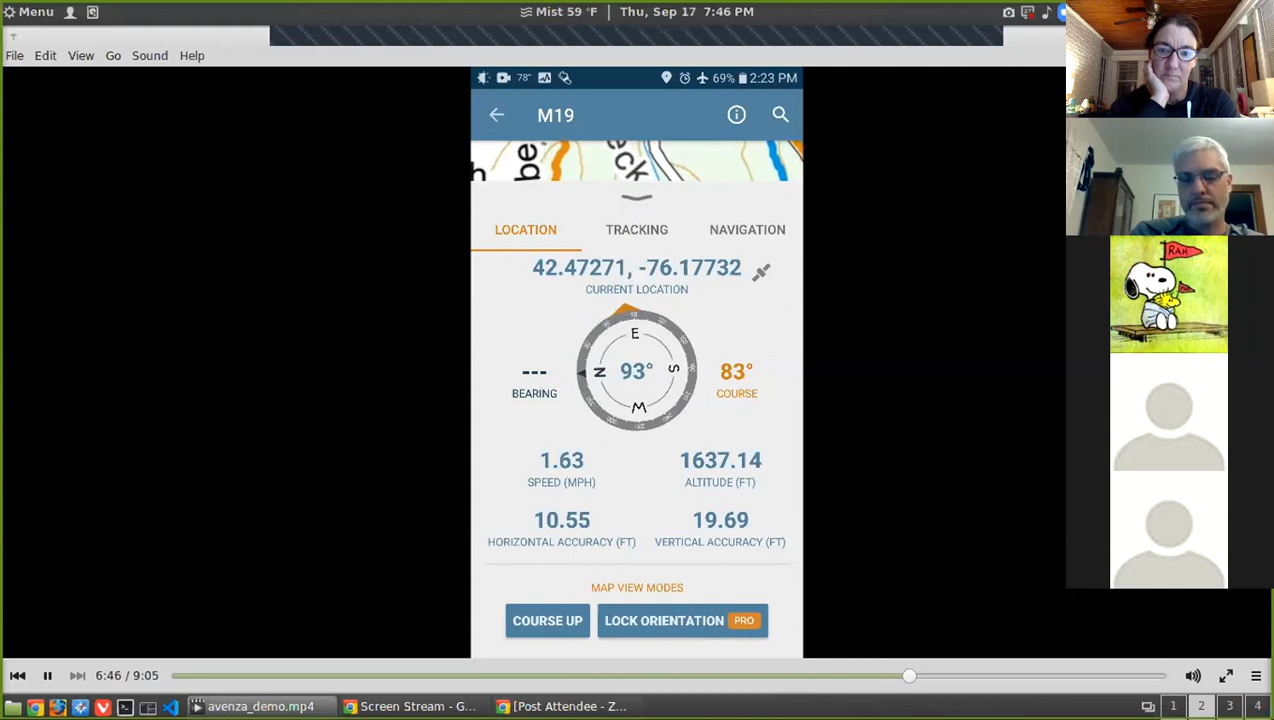 Menu
Mist 59 °F
Thu, Sep 17  7:46 PM
File Edit View Go Sound Help
78°
69%
2:23 PM
M19
h
be
eck
LOCATION
TRACKING
NAVIGATION
42.47271, -76.17732
CURRENT LOCATION
E
N
93°
S
W
---
BEARING
83°
COURSE
1.63
SPEED (MPH)
1637.14
ALTITUDE (FT)
10.55
HORIZONTAL ACCURACY (FT)
19.69
VERTICAL ACCURACY (FT)
MAP VIEW MODES
COURSE UP
LOCK ORIENTATION PRO
RAH
6:46 / 9:05
avenza_demo.mp4
Screen Stream - G...
[Post Attendee - Z...
1 2 3 4